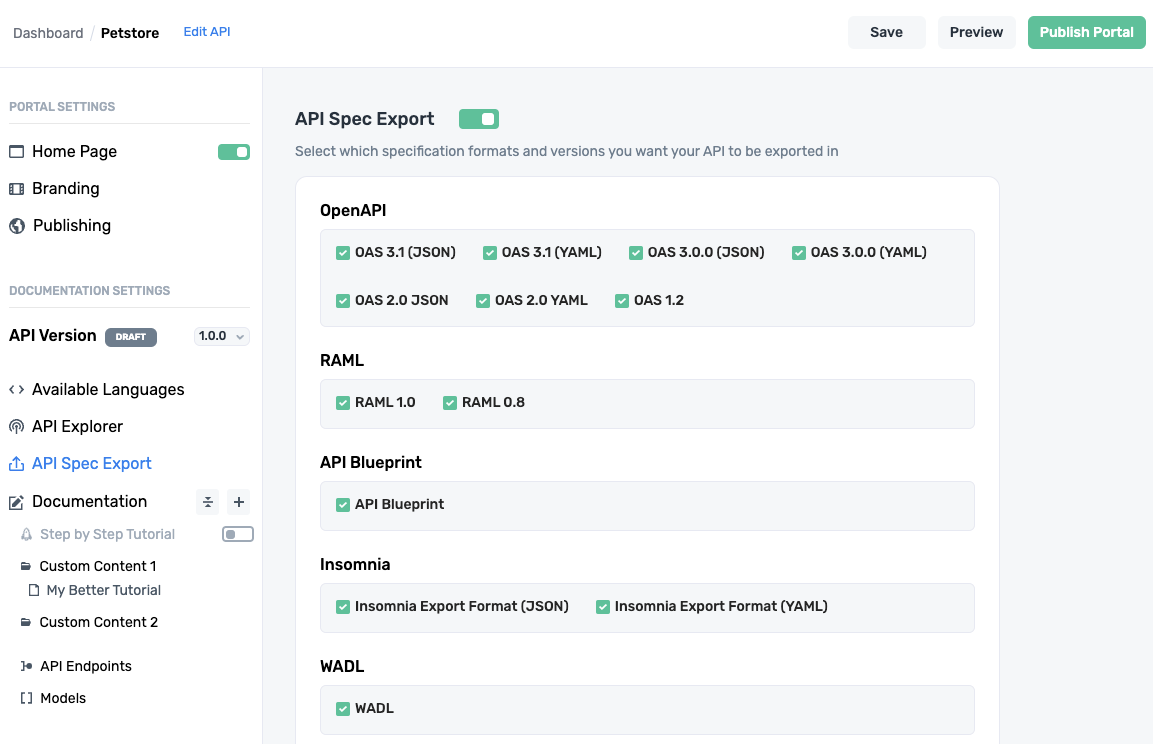 Dashboard / Petstore Edit API Save Preview Publish Portal
PORTAL SETTINGS
Home Page
Branding
Publishing
DOCUMENTATION SETTINGS
API Version DRAFT 1.0.0
Available Languages
API Explorer
API Spec Export
Documentation
Step by Step Tutorial
Custom Content 1
My Better Tutorial
Custom Content 2
API Endpoints
Models
API Spec Export
Select which specification formats and versions you want your API to be exported in
OpenAPI
OAS 3.1 (JSON) OAS 3.1 (YAML) OAS 3.0.0 (JSON) OAS 3.0.0 (YAML)
OAS 2.0 JSON OAS 2.0 YAML OAS 1.2
RAML
RAML 1.0 RAML 0.8
API Blueprint
API Blueprint
Insomnia
Insomnia Export Format (JSON) Insomnia Export Format (YAML)
WADL
WADL